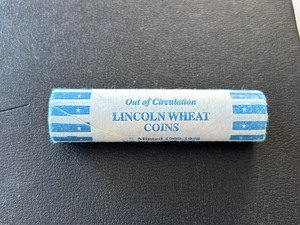 Out of Circulation
LINCOLN WHEAT
COINS
Minted